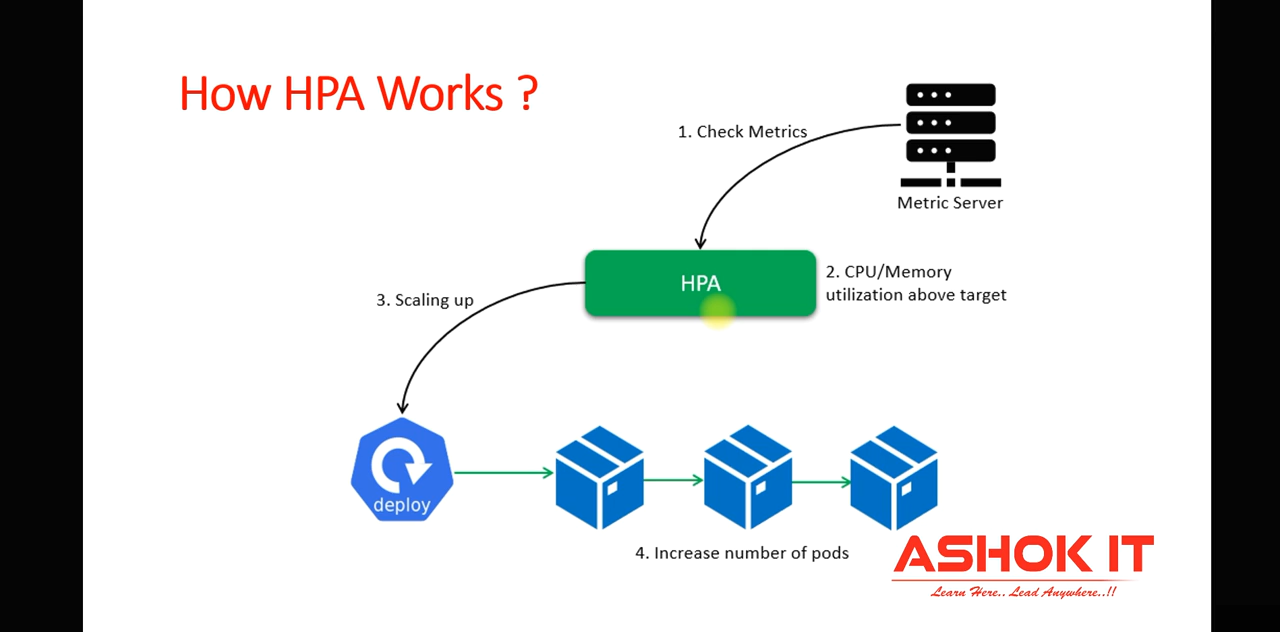 How HPA Works ?
1. Check Metrics
Metric Server
HPA
2. CPU/Memory
utilization above target
3. Scaling up
deploy
4. Increase number of pods
ASHOK IT
Learn Here.. Lead Anywhere..!!